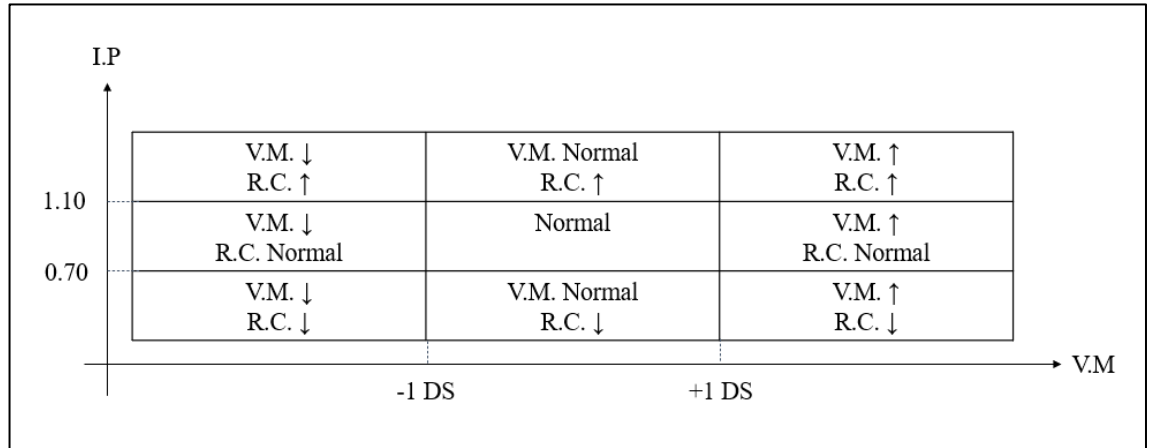 I.P
V.M. ↓
R.C. ↑
V.M. Normal
R.C. ↑
V.M. ↑
R.C. ↑
1.10
V.M. ↓
R.C. Normal
Normal
V.M. ↑
R.C. Normal
0.70
V.M. ↓
R.C. ↓
V.M. Normal
R.C. ↓
V.M. ↑
R.C. ↓
V.M
-1 DS
+1 DS